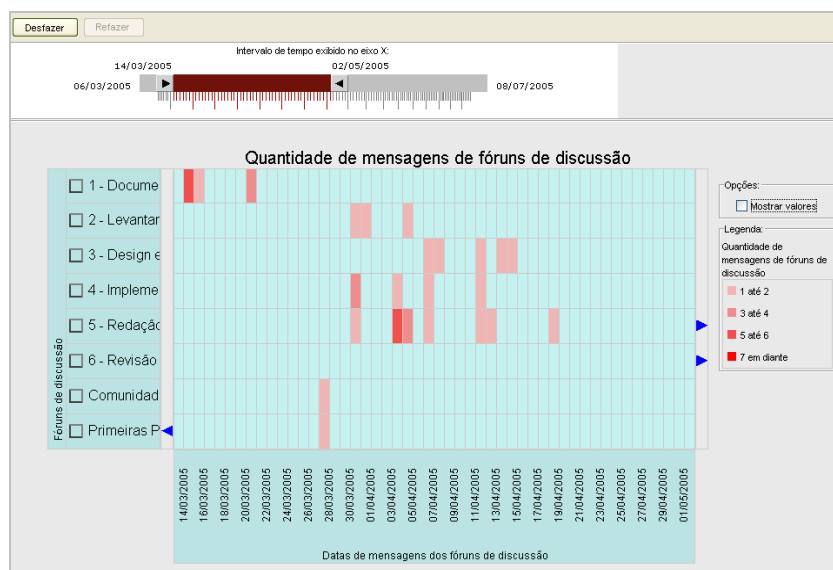 Desfazer
Refazer
Intervalo de tempo exibido no eixo X:
14/03/2005
02/05/2005
06/03/2005
08/07/2005
Quantidade de mensagens de fóruns de discussão
1 - Docume
2 - Levantar
3 - Design e
4 - Impleme
5 - Redação
6 - Revisão
Comunidad
Primeiras P
Fóruns de discussão
Opções:
Mostrar valores
Legenda:
Quantidade de
mensagens de fóruns de
discussão
1 até 2
3 até 4
5 até 6
7 em diante
14/03/2005
16/03/2005
18/03/2005
20/03/2005
22/03/2005
24/03/2005
26/03/2005
28/03/2005
30/03/2005
01/04/2005
03/04/2005
05/04/2005
07/04/2005
09/04/2005
11/04/2005
13/04/2005
15/04/2005
17/04/2005
19/04/2005
21/04/2005
23/04/2005
25/04/2005
27/04/2005
29/04/2005
01/05/2005
Datas de mensagens dos fóruns de discussão